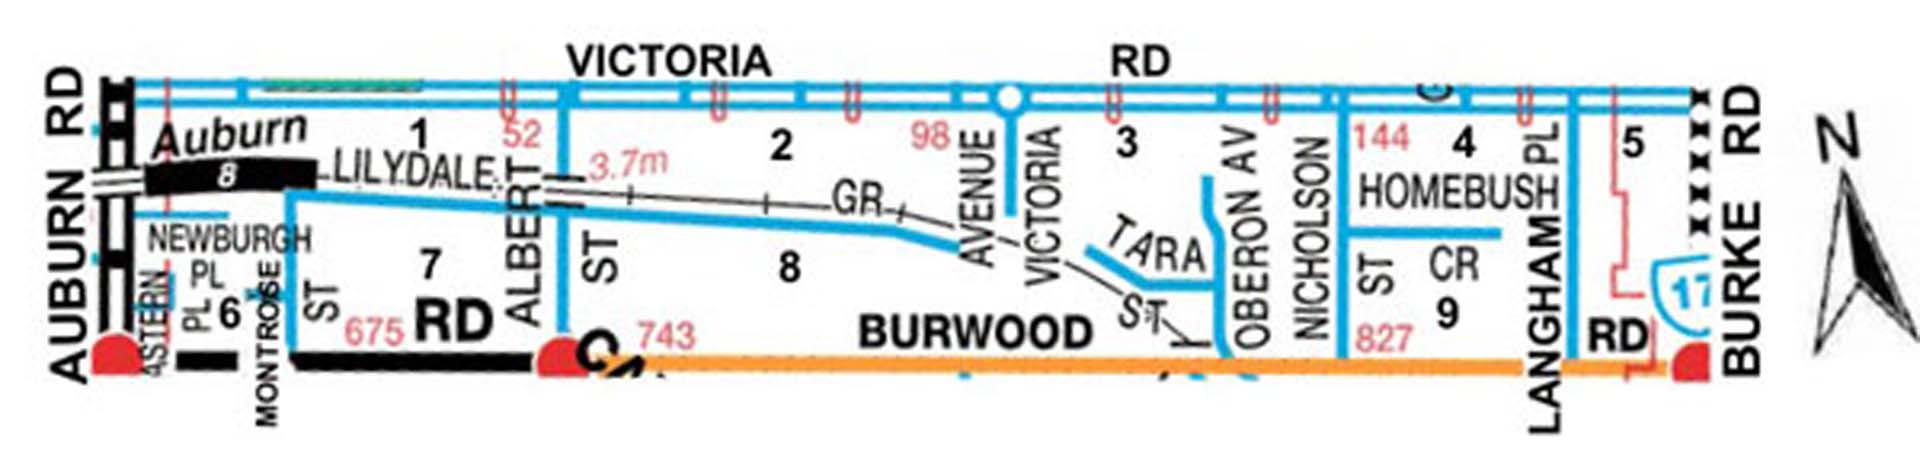 VICTORIA RD
AUBURN RD
Auburn
8
1
52
LILYDALE
GR
ALBERT
ST
3.7m
2
98
AVENUE
VICTORIA
3
TARA
ST
OBERON AV
NICHOLSON
ST
144
4
HOMEBUSH
CR
LANGHAM PL
5
BURKE RD
N
NEWBURGH
PL
PL
6
MONTROSE
ST
7
675
RD
8
743
BURWOOD
827
9
RD
17